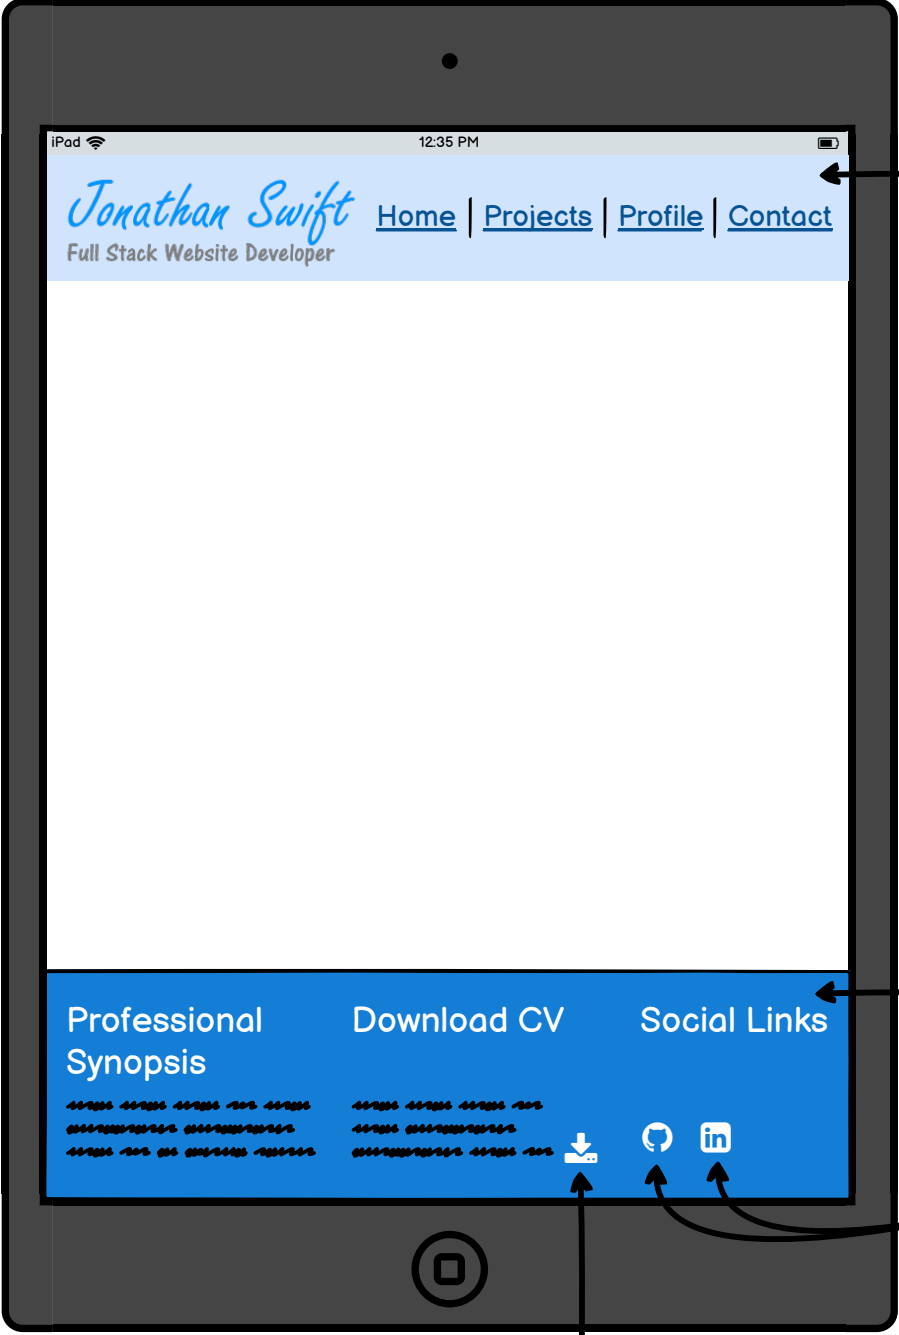 iPad 12:35 PM
Jonathan Swift
Full Stack Website Developer
Home Projects Profile Contact
Professional Synopsis
Download CV
Social Links
in